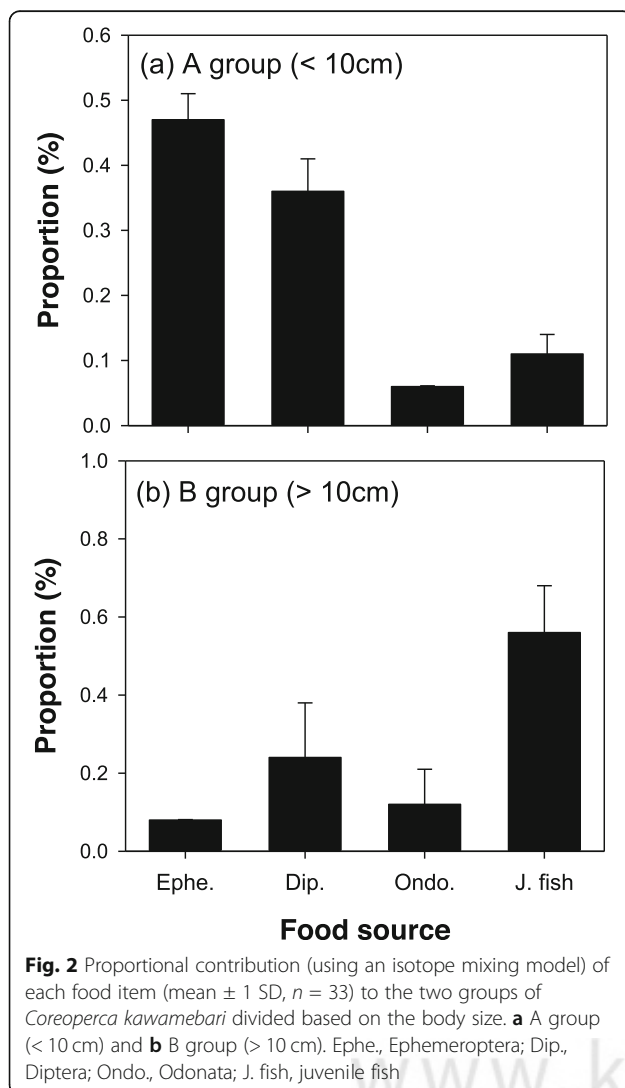 0.6
(a) A group (< 10cm)
0.5
0.4
0.3
0.2
0.1
0.0
Proportion (%)
1.0
(b) B group (> 10cm)
0.8
0.6
0.4
0.2
0.0
Proportion (%)
Ephe. Dip. Ondo. J. fish
Food source
Fig. 2 Proportional contribution (using an isotope mixing model) of
each food item (mean ± 1 SD, n = 33) to the two groups of
Coreoperca kawamebari divided based on the body size. a A group
(< 10 cm) and b B group (> 10 cm). Ephe., Ephemeroptera; Dip.,
Diptera; Ondo., Odonata; J. fish, juvenile fish
www.k